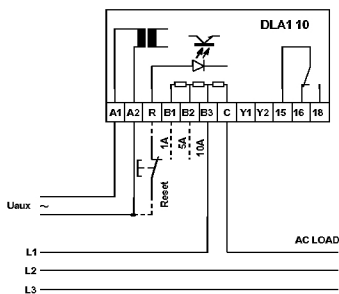 DLA1 10
A1 A2 R B1 B2 B3 C Y1 Y2 15 16 18
1A 5A 10A
Reset
Uaux ~
AC LOAD
L1
L2
L3